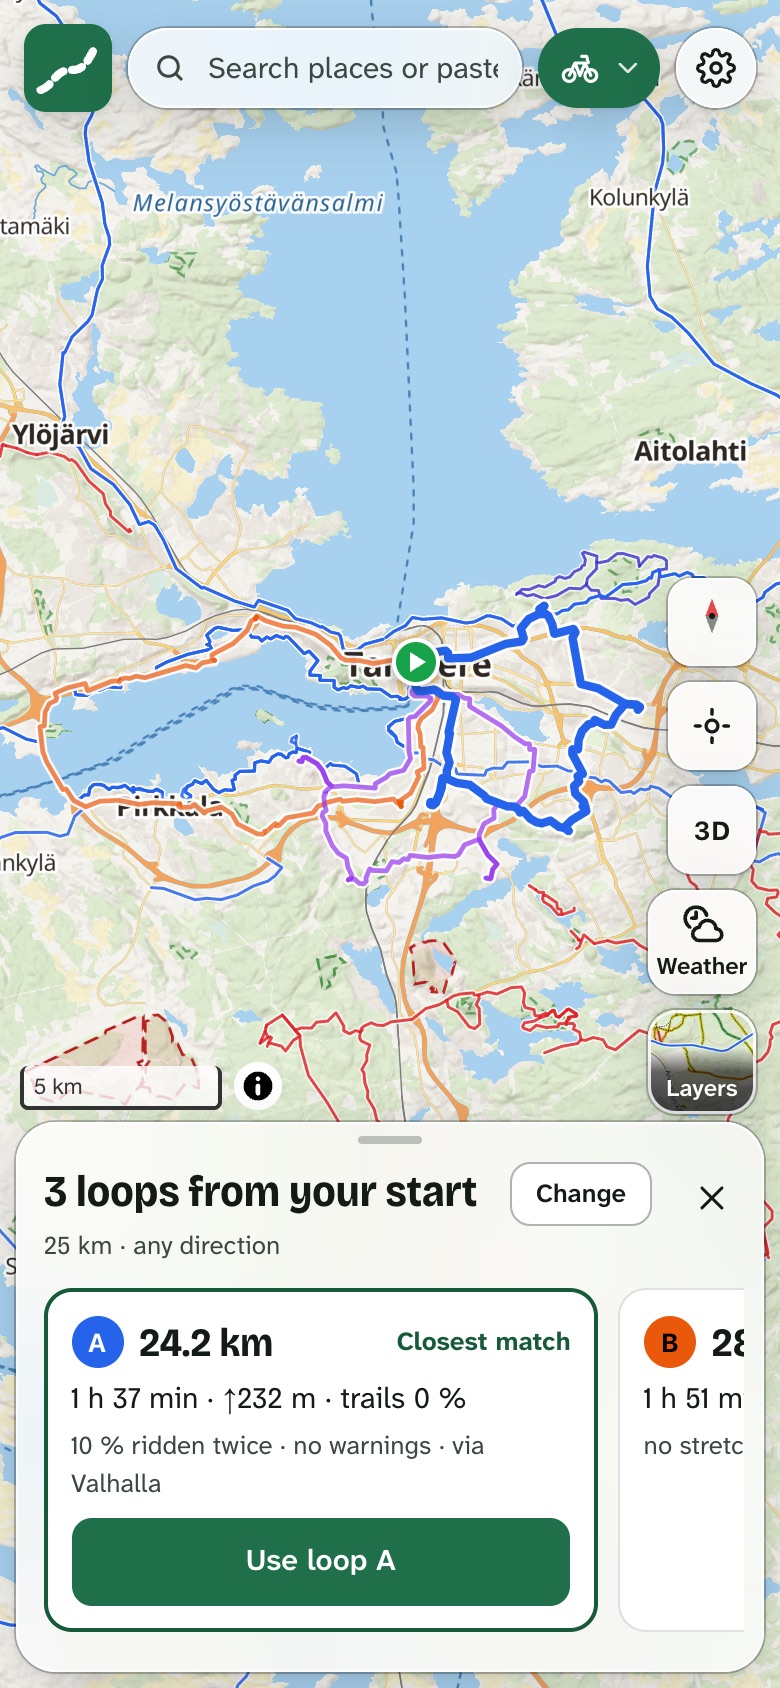 Search places or paste
Kolunkylä
Melansyöstävänsalmi
tamäki
Ylöjärvi
Aitolahti
Pirkkala
3D
nkylä
Weather
5 km
Layers
3 loops from your start
Change
25 km · any direction
A
24.2 km
Closest match
B
28
1 h 37 min · ↑232 m · trails 0 %
1 h 51 m
10 % ridden twice · no warnings · via
Valhalla
no stretc
Use loop A